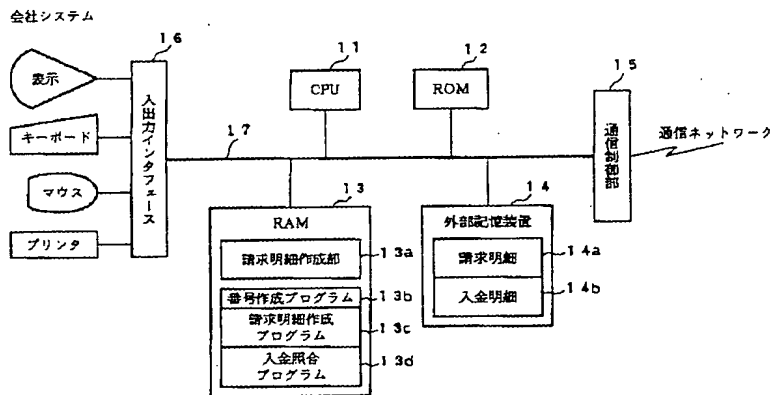 会社システム
16
11
12
15
表示
CPU
ROM
キーボード
入出力インタフェース
17
通信制御部
通信ネットワーク
マウス
13
14
プリンタ
RAM
外部記憶装置
請求明細作成部
13a
請求明細
14a
番号作成プログラム
13b
入金明細
14b
請求明細作成
プログラム
13c
入金照合
プログラム
13d